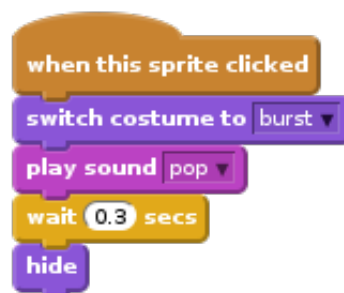 when this sprite clicked
switch costume to burst
play sound pop
wait 0.3 secs
hide